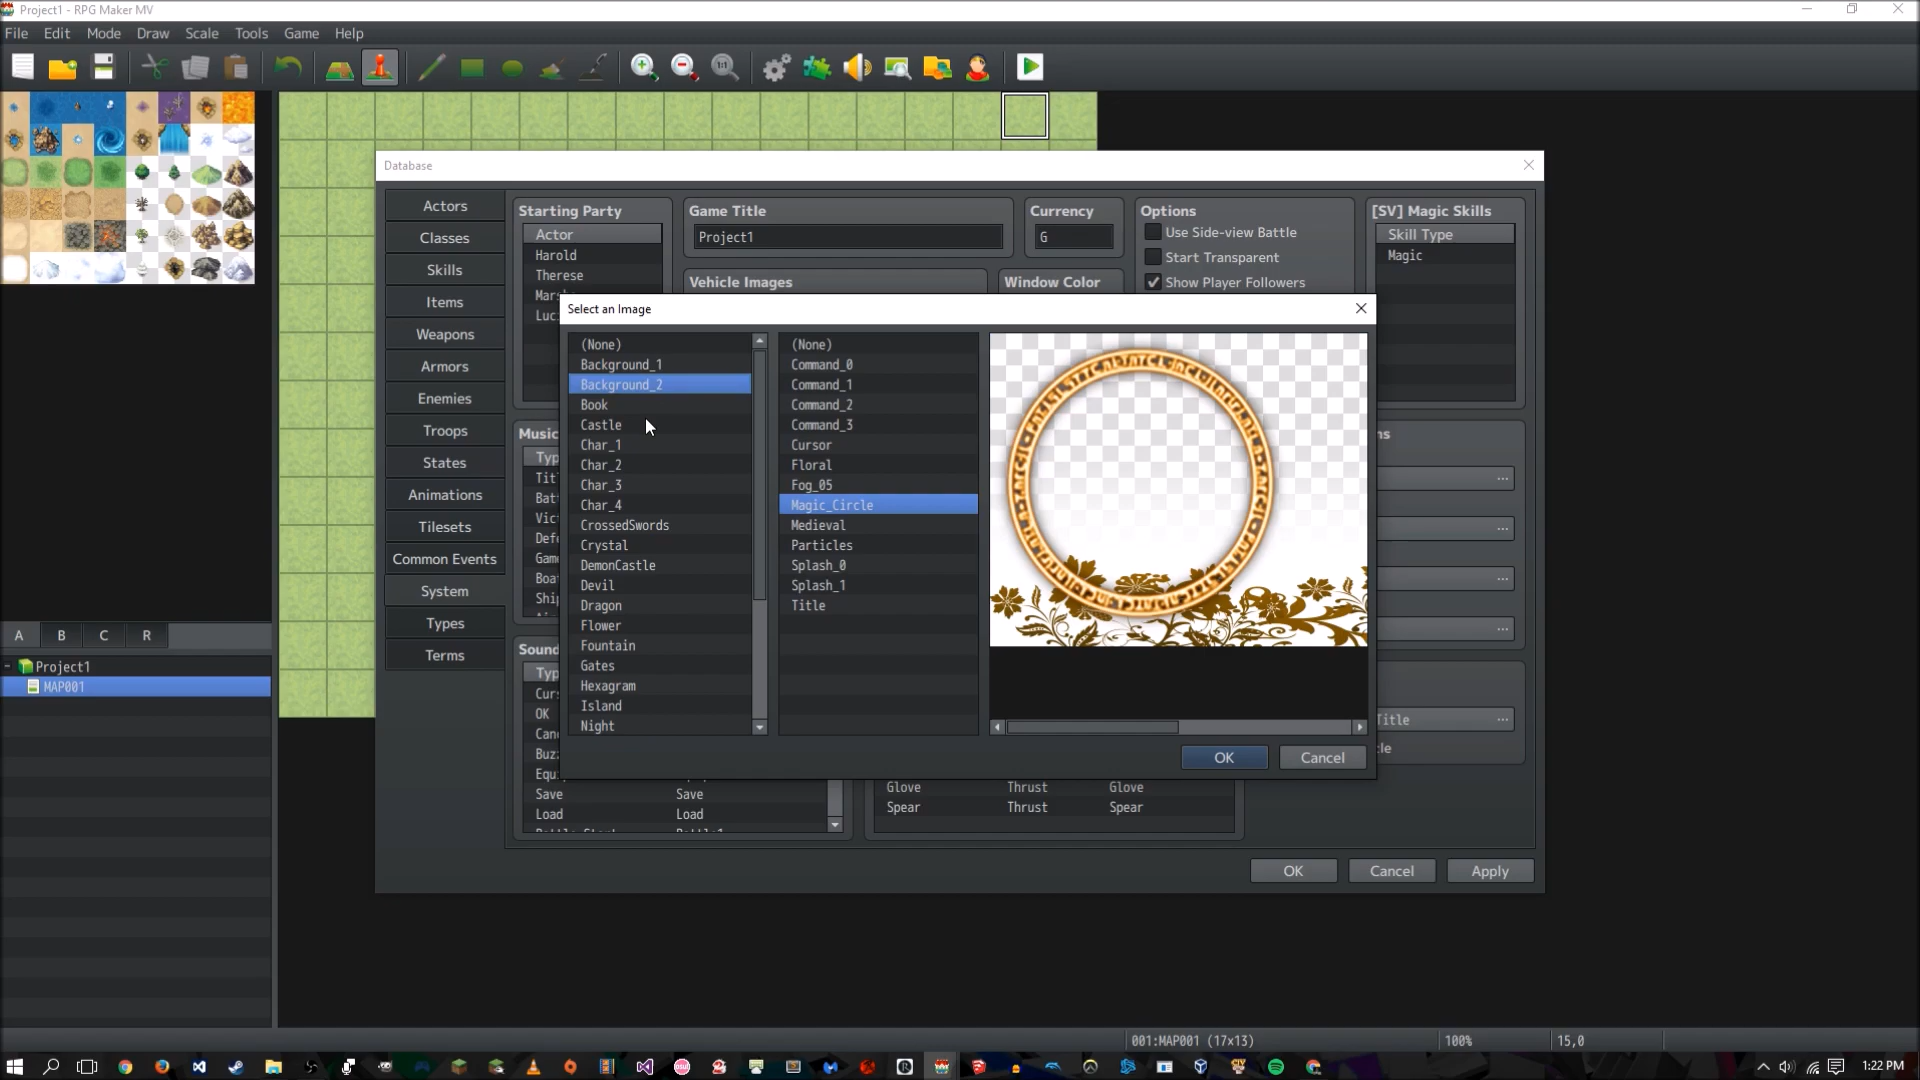 Project1 - RPG Maker MV
File Edit Mode Draw Scale Tools Game Help
Database
Actors
Classes
Skills
Items
Weapons
Armors
Enemies
Troops
States
Animations
Tilesets
Common Events
System
Types
Terms
Starting Party
Actor
Harold
Therese
Game Title
Project1
Currency
G
Options
Use Side-view Battle
Start Transparent
Show Player Followers
[SV] Magic Skills
Skill Type
Magic
Vehicle Images
Window Color
Select an Image
(None)
Background_1
Background_2
Book
Castle
Char_1
Char_2
Char_3
Char_4
CrossedSwords
Crystal
DemonCastle
Devil
Dragon
Flower
Fountain
Gates
Hexagram
Island
Night
(None)
Command_0
Command_1
Command_2
Command_3
Cursor
Floral
Fog_05
Magic_Circle
Medieval
Particles
Splash_0
Splash_1
Title
OK Cancel
Title
OK
Save Save
Load Load
Glove Thrust Glove
Spear Thrust Spear
OK Cancel Apply
A B C R
Project1
MAP001
001:MAP001 (17x13) 100% 15,0
1:22 PM